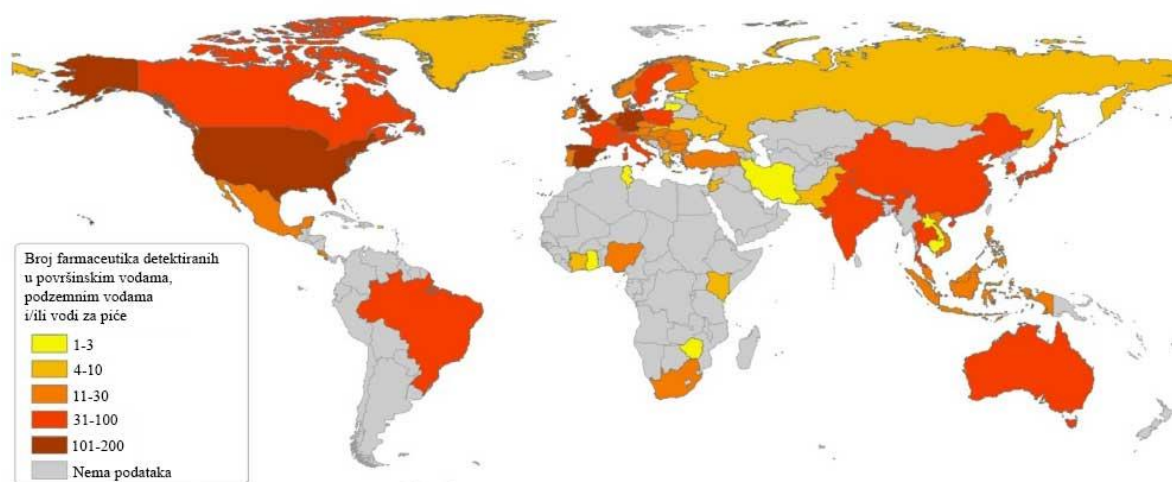 Broj farmaceutika detektiranih
u površinskim vodama,
podzemnim vodama
i/ili vodi za piće
1-3
4-10
11-30
31-100
101-200
Nema podataka